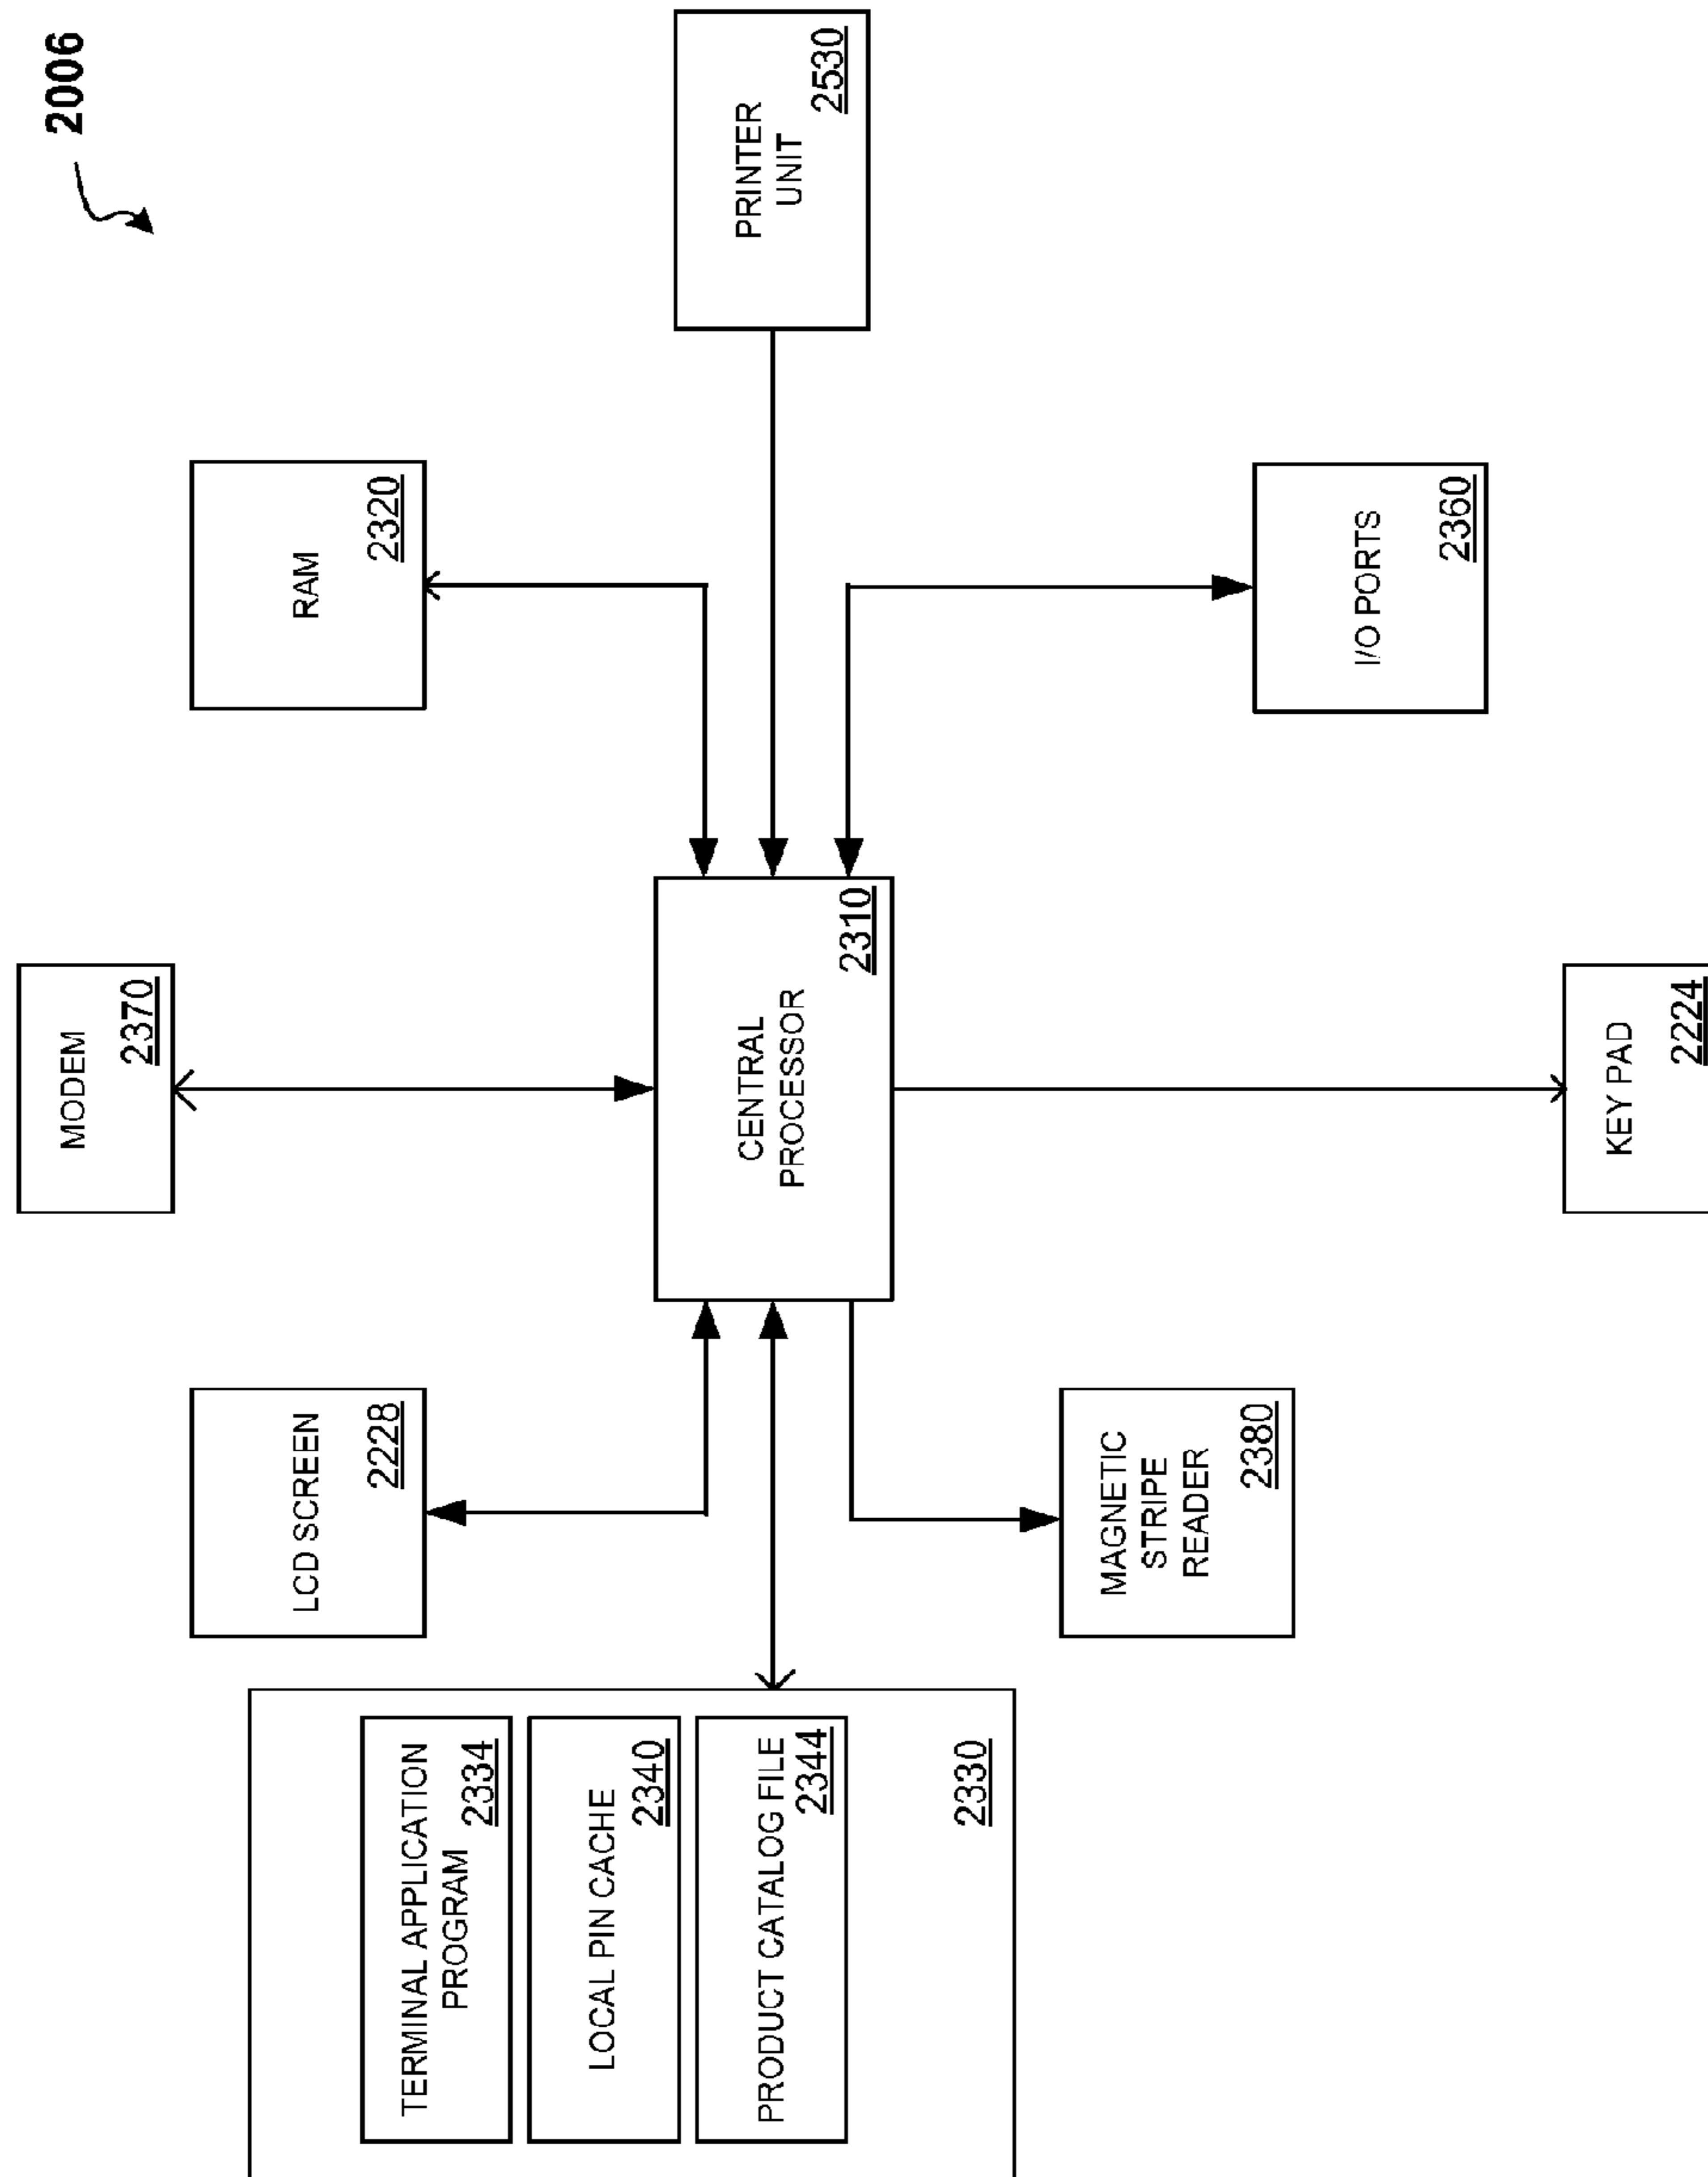 2006
MODEM
2370
LCD SCREEN
2228
RAM
2320
TERMINAL APPLICATION
PROGRAM
2334
LOCAL PIN CACHE
2340
PRODUCT CATALOG FILE
2344
2330
CENTRAL
PROCESSOR
2310
PRINTER
UNIT
2530
MAGNETIC
STRIPE
READER
2380
I/O PORTS
2360
KEY PAD
2224